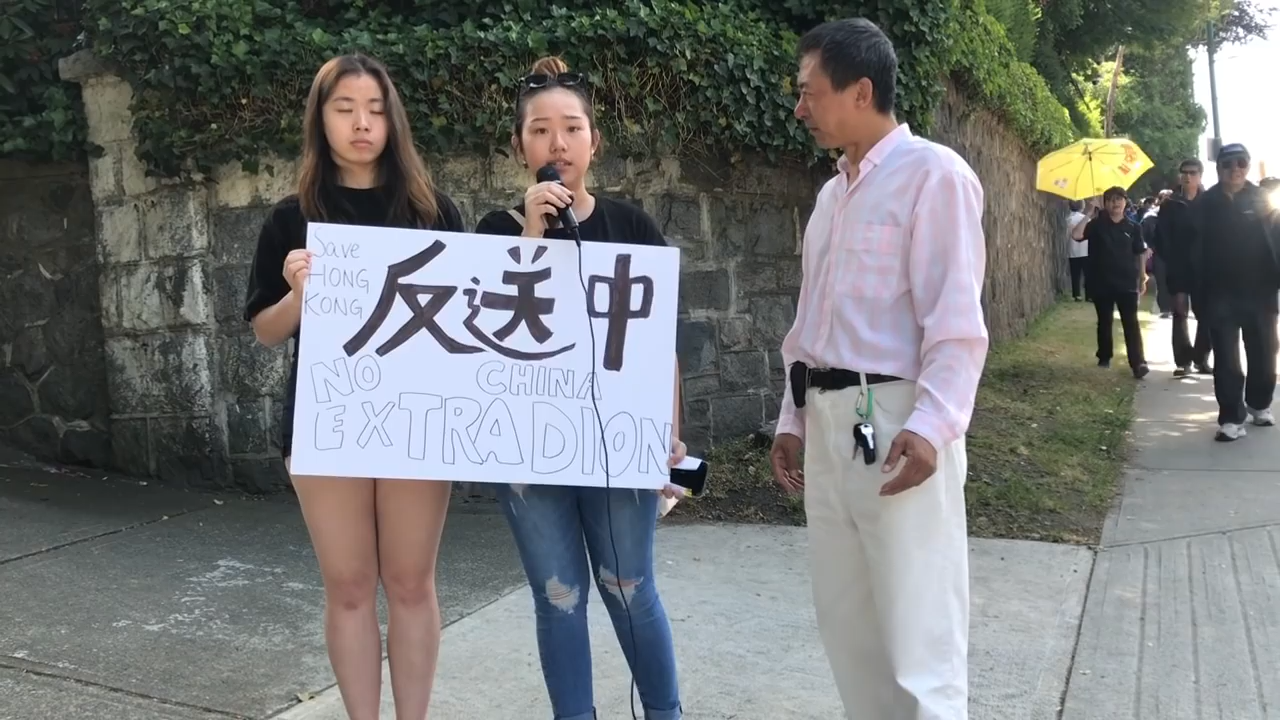 Save
HONG
KONG
反送中
NO CHINA
EXTRADION